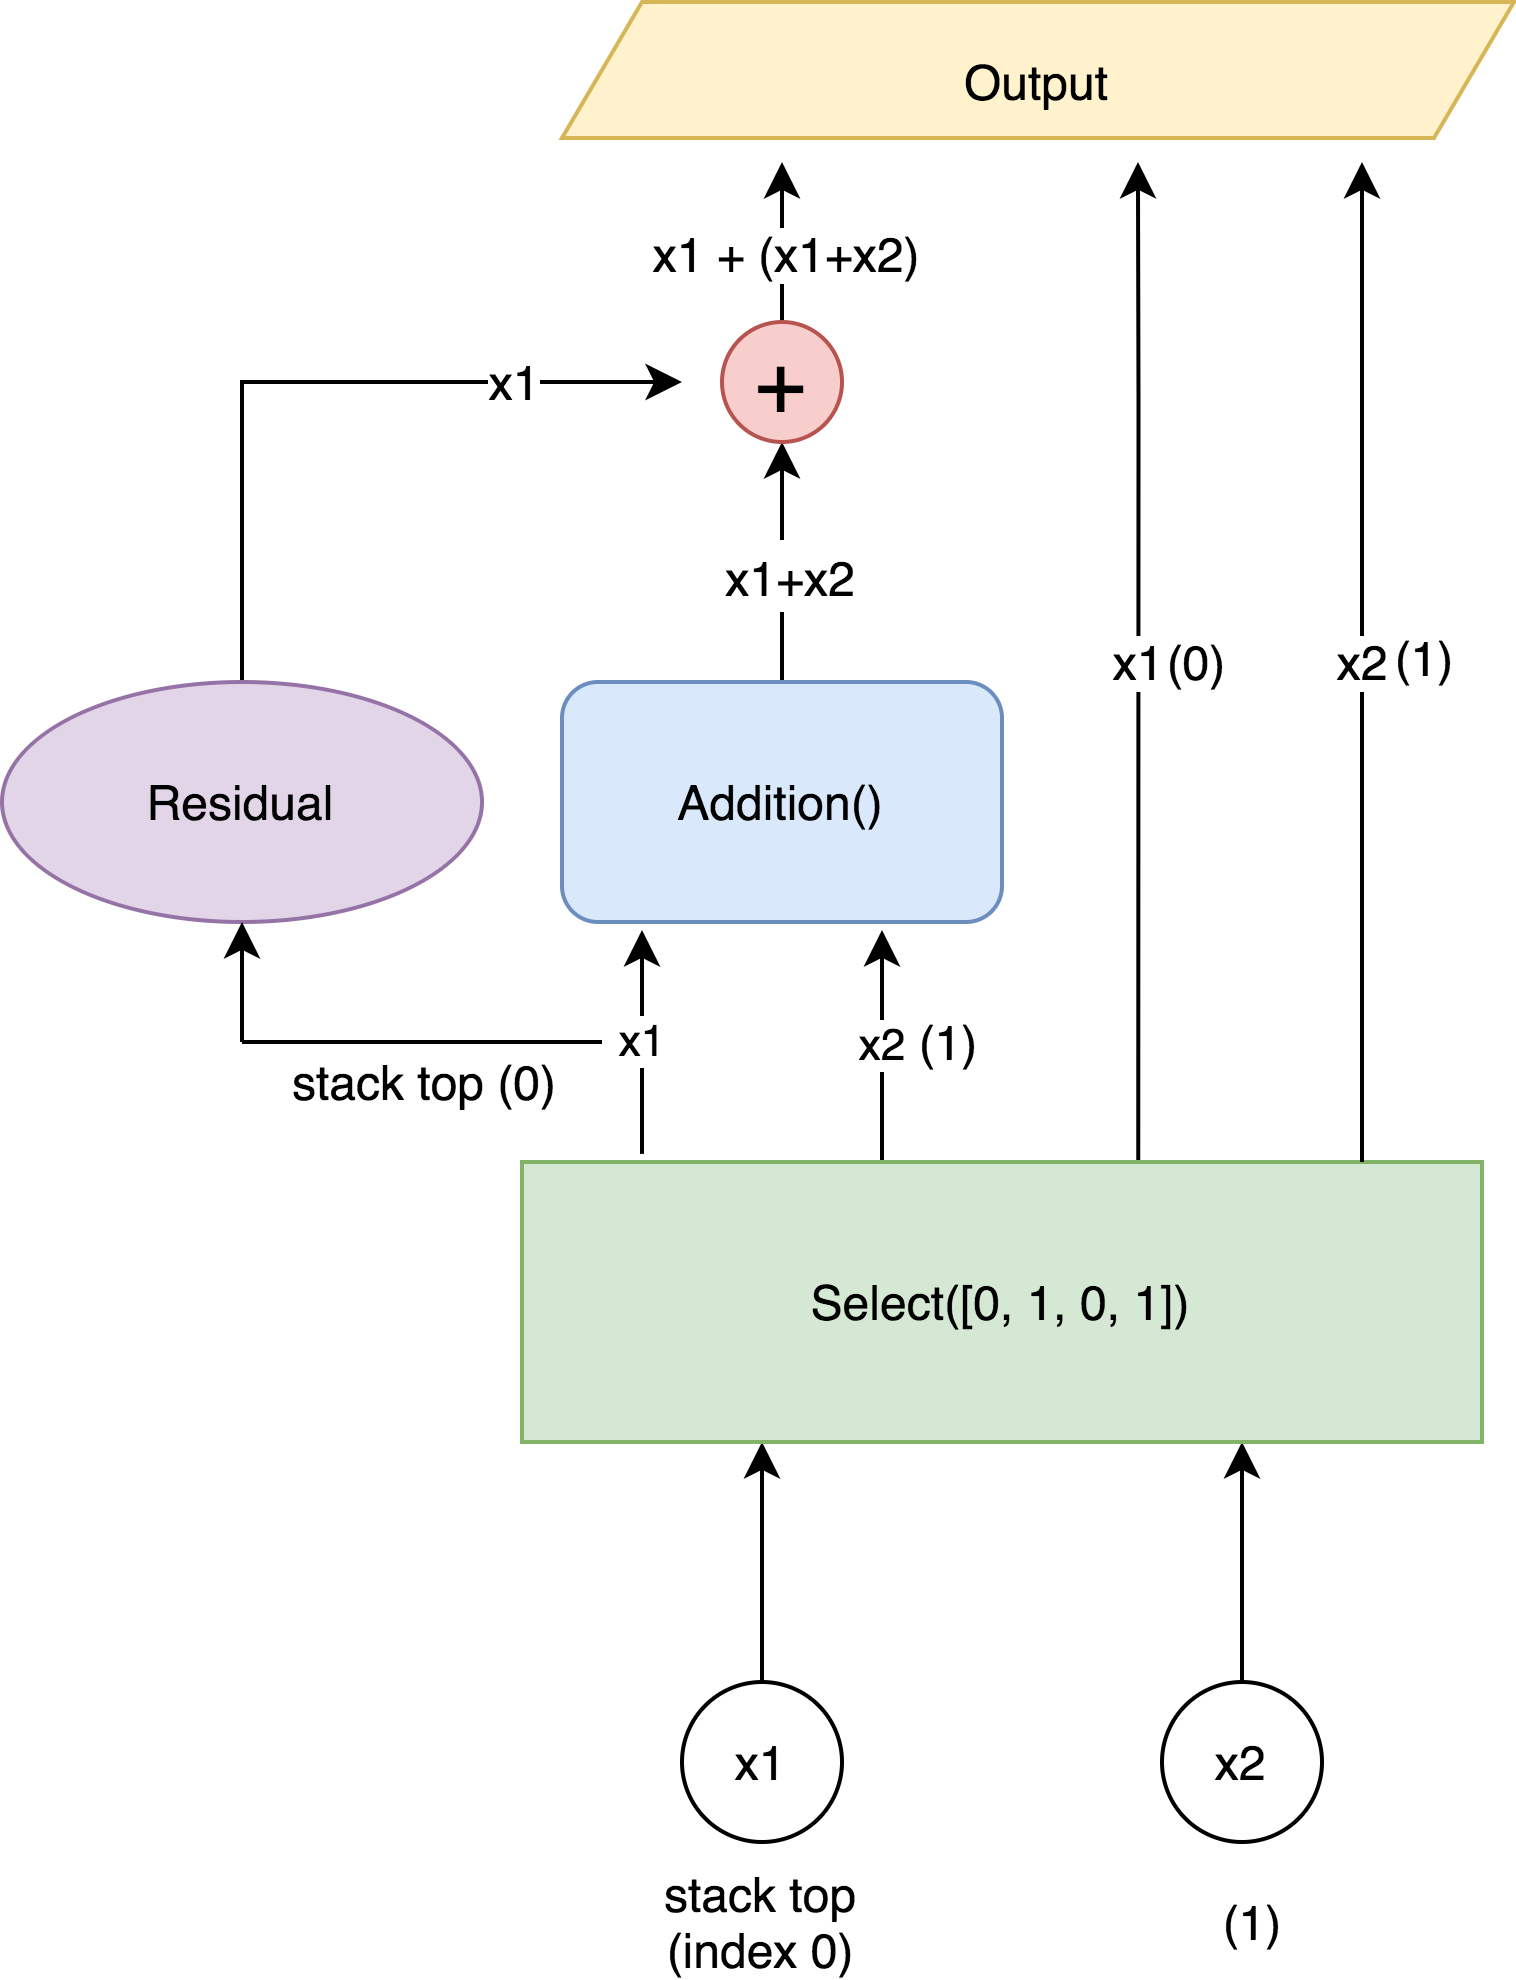 Output
x1 + (x1+x2)
x1
+
x1+x2
x1 (0)
x2 (1)
Residual
Addition()
x1
x2 (1)
stack top (0)
Select([0, 1, 0, 1])
x1
x2
stack top
(index 0)
(1)